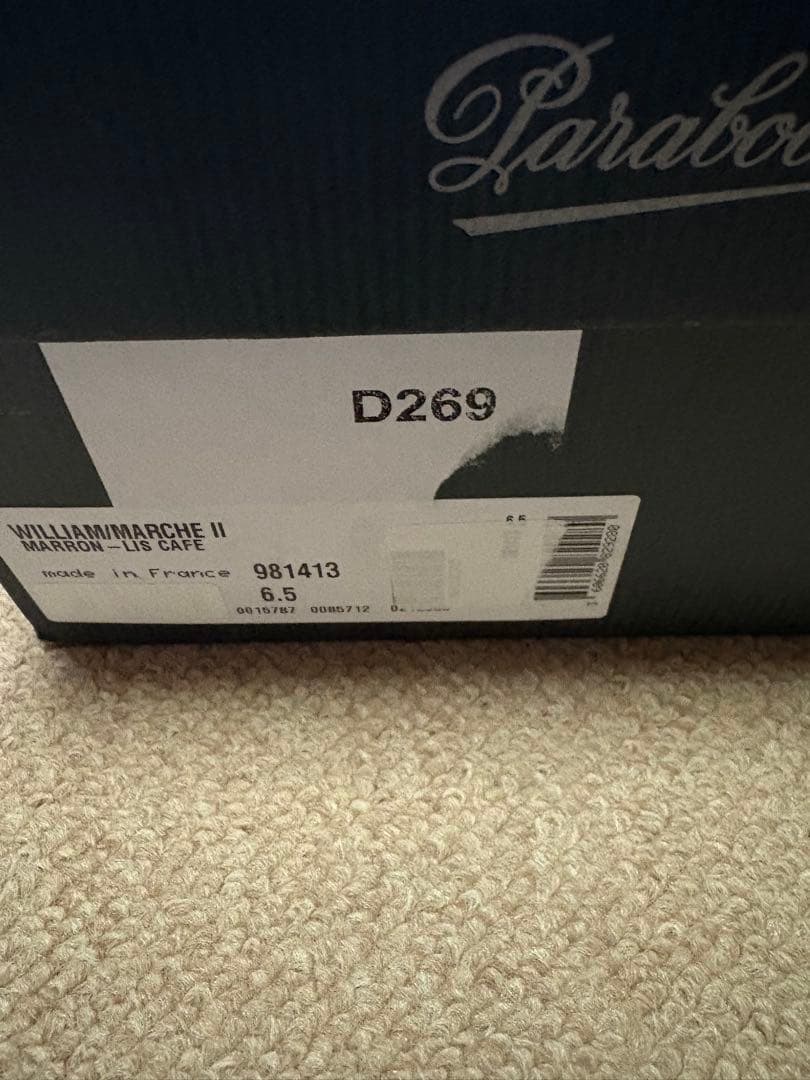 Parabo
D269
WILLIAM/MARCHE II
MARRON-LIS CAFE
made in France 981413
6.5
0015787 0085712